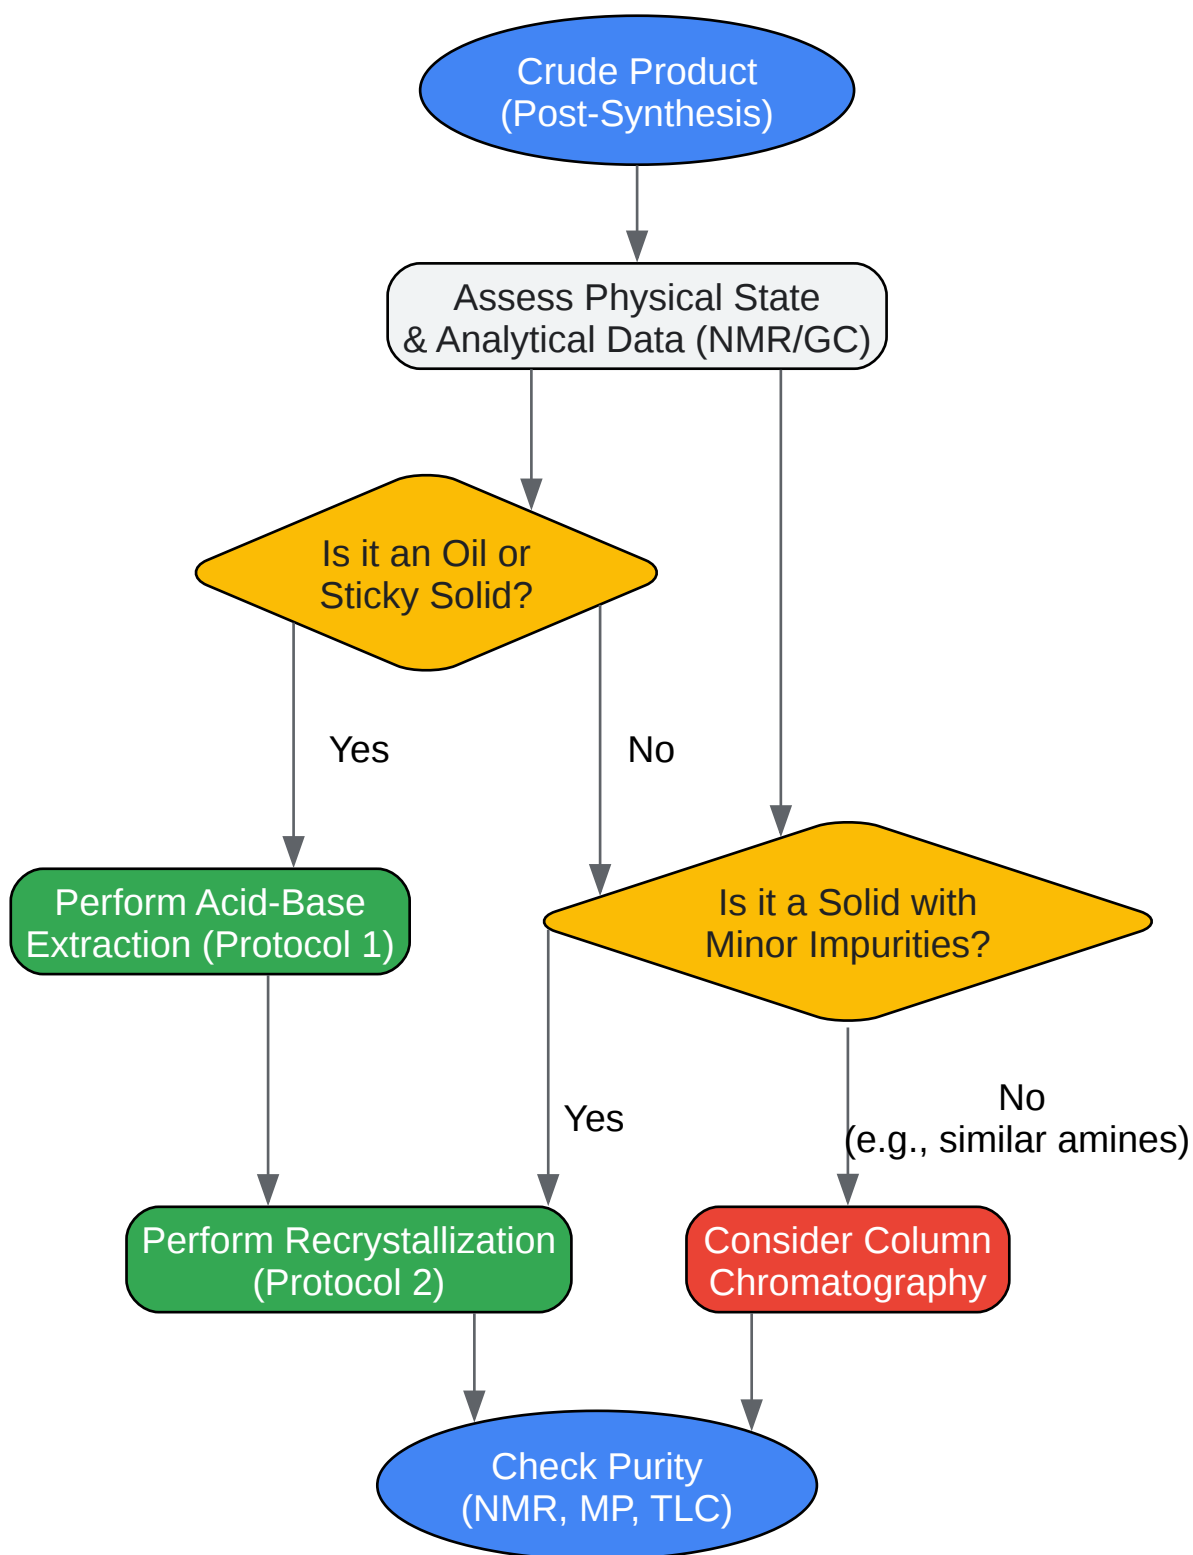 Crude Product
(Post-Synthesis)
Assess Physical State
& Analytical Data (NMR/GC)
Is it an Oil or
Sticky Solid?
Yes
No
Perform Acid-Base
Extraction (Protocol 1)
Is it a Solid with
Minor Impurities?
Yes
No
(e.g., similar amines)
Perform Recrystallization
(Protocol 2)
Consider Column
Chromatography
Check Purity
(NMR, MP, TLC)